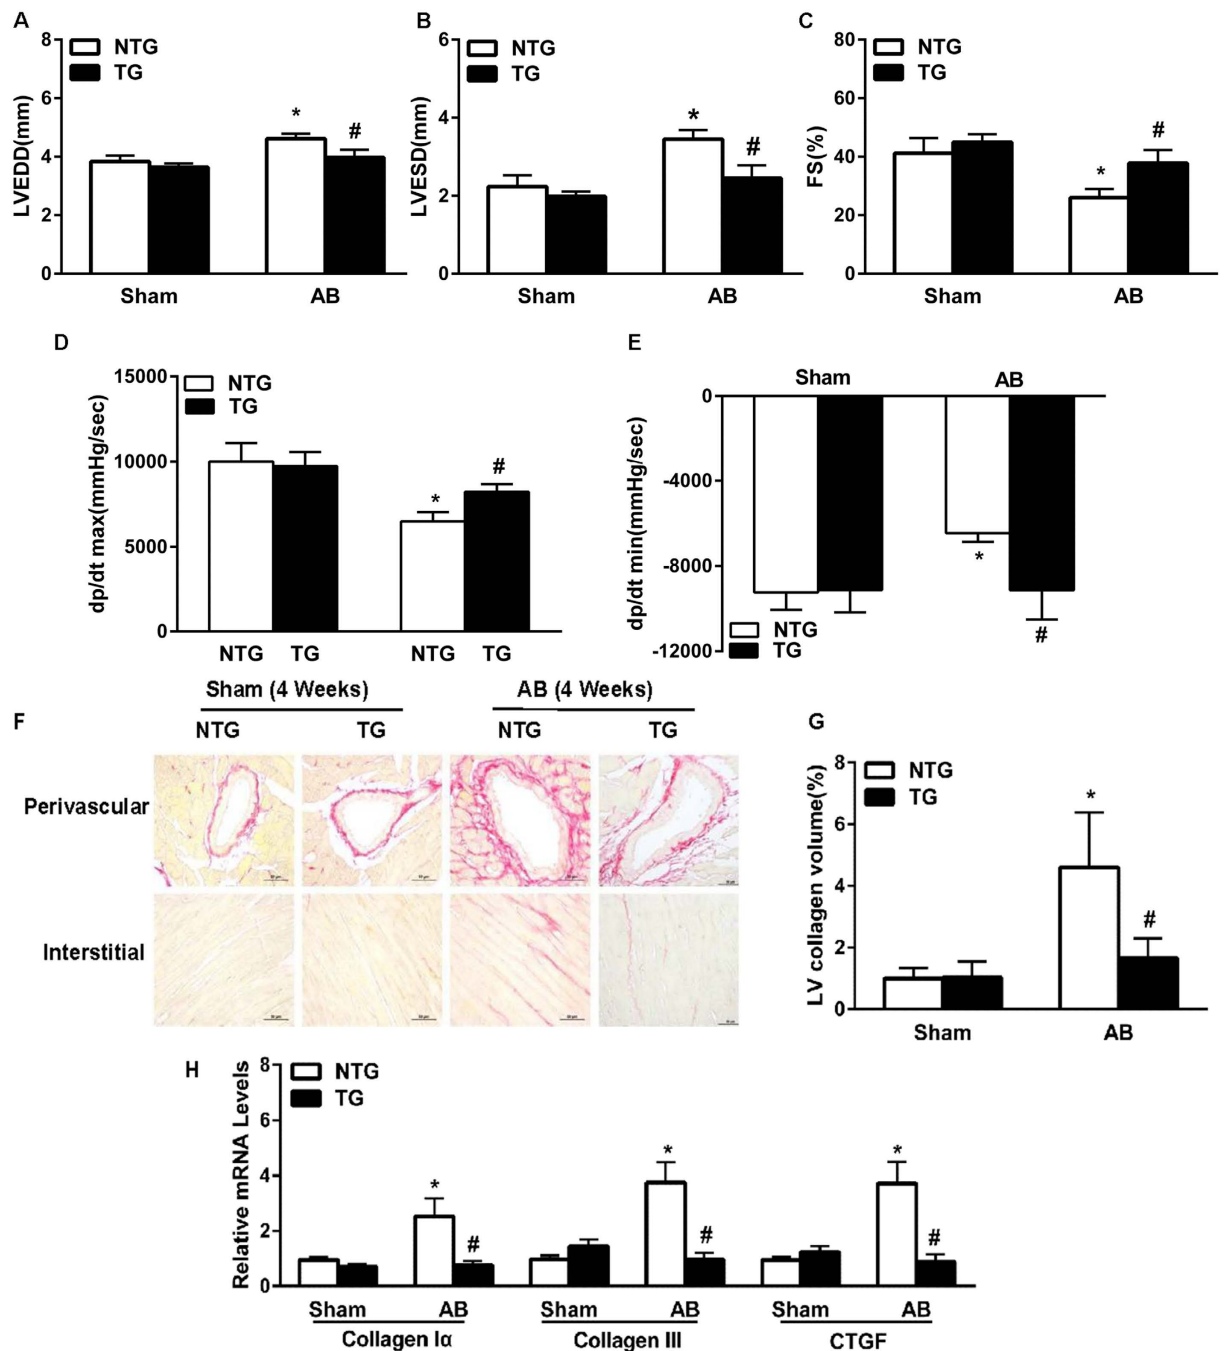 A
8
6
4
2
0
LVEDD(mm)
NTG
TG
*
#
Sham
AB
B
6
4
2
0
LVESD(mm)
NTG
TG
*
#
Sham
AB
C
80
60
40
20
0
FS(%)
NTG
TG
*
#
Sham
AB
D
15000
10000
5000
0
dp/dt max(mmHg/sec)
NTG
TG
*
#
NTG TG NTG TG
E
Sham AB
0
-4000
-8000
-12000
dp/dt min(mmHg/sec)
*
#
NTG
TG
Sham (4 Weeks) AB (4 Weeks)
F
NTG TG NTG TG
Perivascular
Interstitial
G
8
6
4
2
0
LV collagen volume(%)
NTG
TG
*
#
Sham
AB
H
8
6
4
2
0
Relative mRNA Levels
NTG
TG
* # * # * #
Sham AB Sham AB Sham AB
Collagen Iα Collagen III CTGF